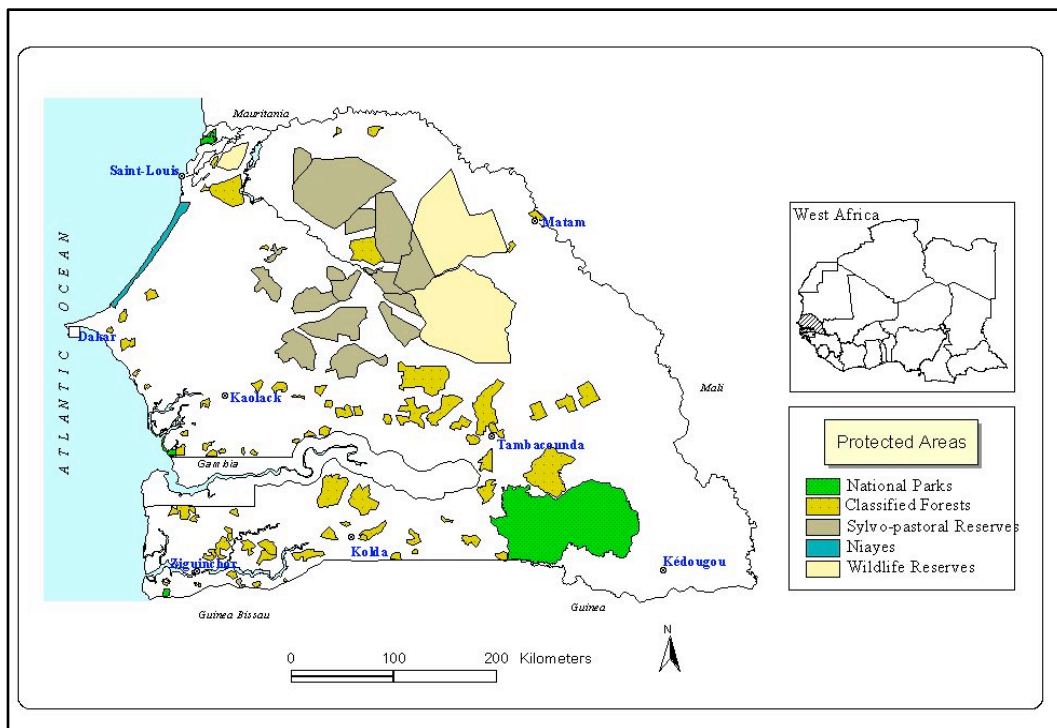 Mauritania
Saint-Louis
Matam
ATLANTIC OCEAN
Dakar
Kaolack
Mali
Tambacounda
Gambia
Kolda
Ziguinchor
Kédougou
Guinea Bissau
Guinea
West Africa
Protected Areas
National Parks
Classified Forests
Sylvo-pastoral Reserves
Niayes
Wildlife Reserves
N
0 100 200 Kilometers